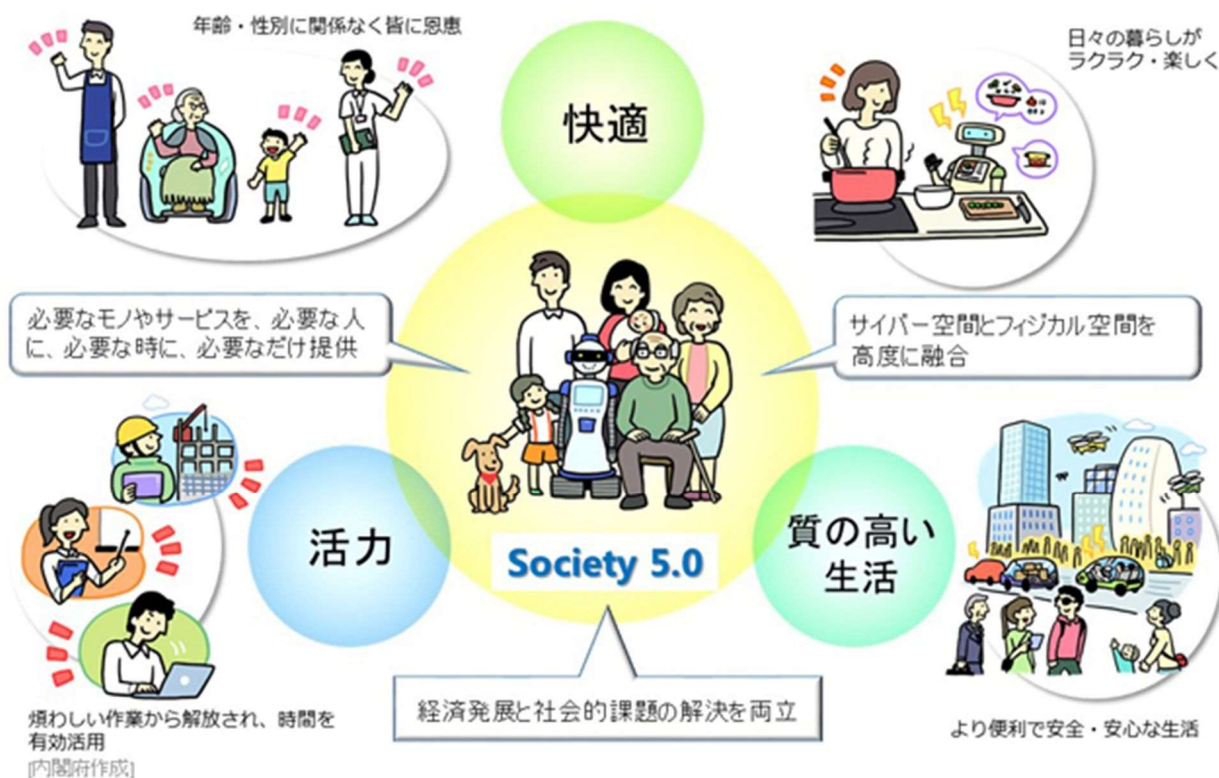 年齢・性別に関係なく皆に恩恵
日々の暮らしが
ラクラク・楽しく
快適
必要なモノやサービスを、必要な人
に、必要な時に、必要なだけ提供
サイバー空間とフィジカル空間を
高度に融合
活力
Society 5.0
質の高い
生活
経済発展と社会的課題の解決を両立
煩わしい作業から解放され、時間を
有効活用
[内閣府作成]
より便利で安全・安心な生活